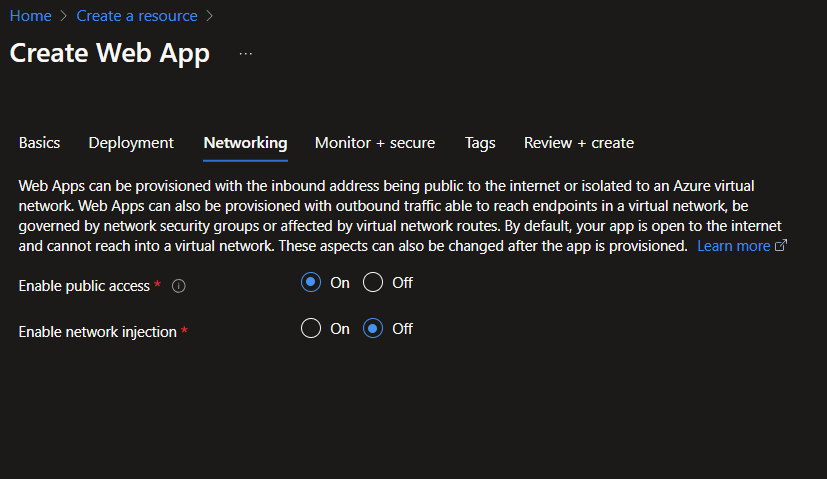 Home > Create a resource >
Create Web App ...
Basics Deployment Networking Monitor + secure Tags Review + create
Web Apps can be provisioned with the inbound address being public to the internet or isolated to an Azure virtual
network. Web Apps can also be provisioned with outbound traffic able to reach endpoints in a virtual network, be
governed by network security groups or affected by virtual network routes. By default, your app is open to the internet
and cannot reach into a virtual network. These aspects can also be changed after the app is provisioned. Learn more
Enable public access * On Off
Enable network injection * On Off